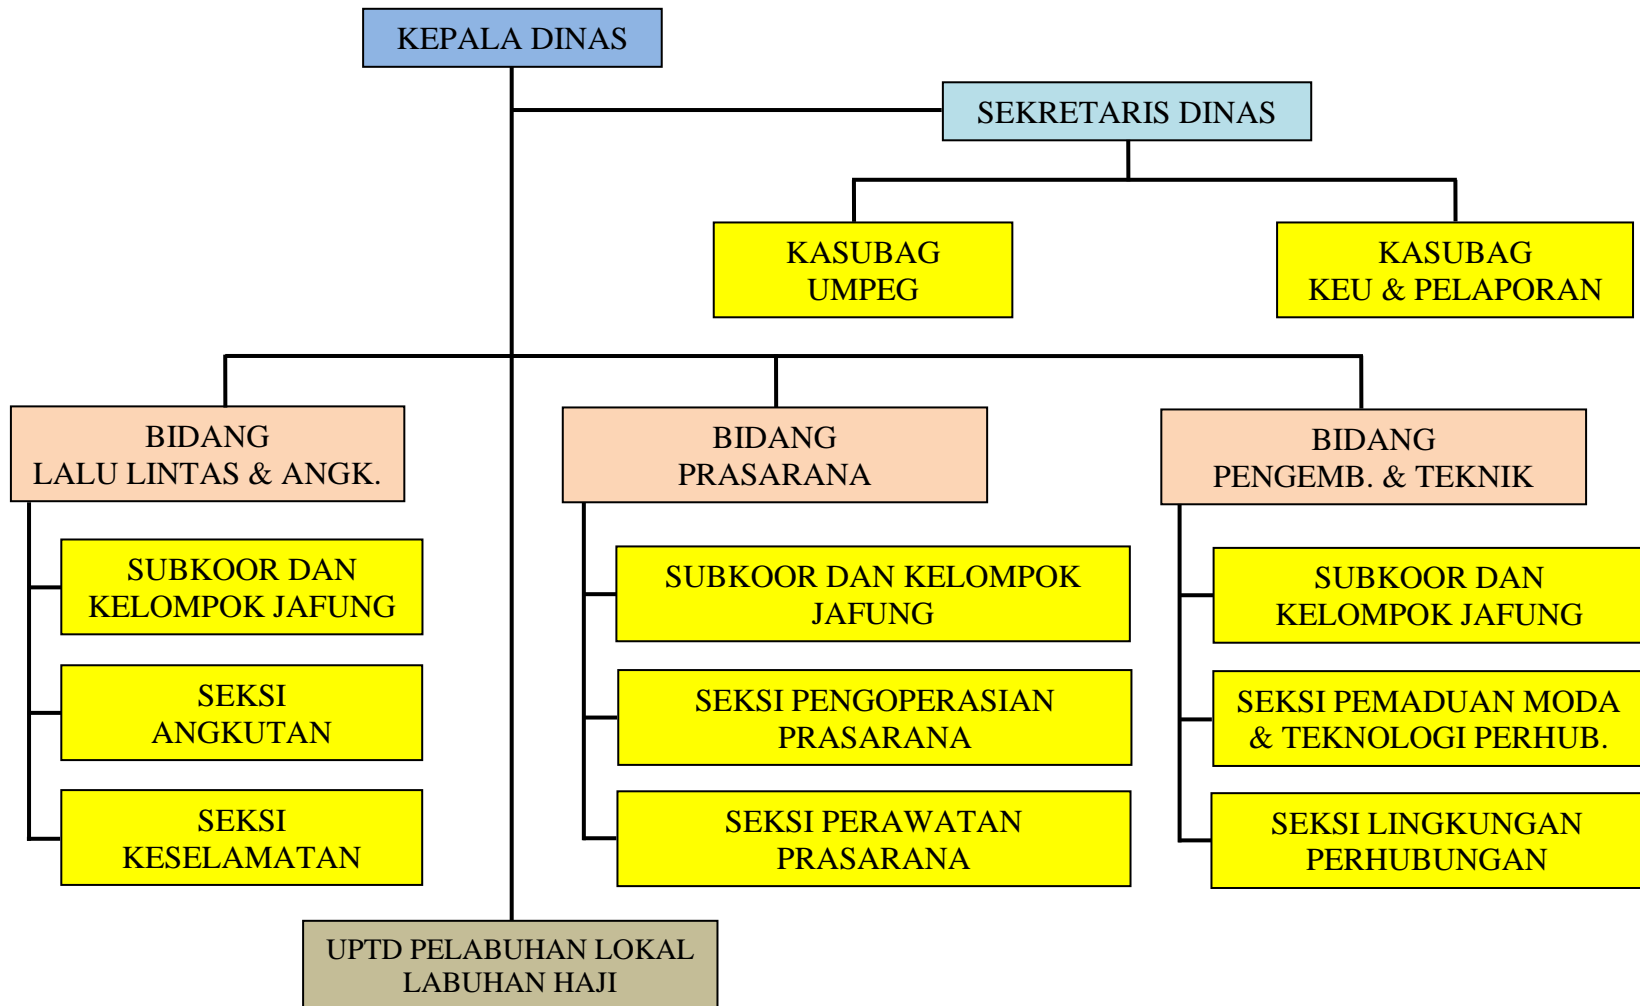 KEPALA DINAS
SEKRETARIS DINAS
KASUBAG
UMPEG
KASUBAG
KEU & PELAPORAN
BIDANG
LALU LINTAS & ANGK.
SUBKOOR DAN
KELOMPOK JAFUNG
SEKSI
ANGKUTAN
SEKSI
KESELAMATAN
BIDANG
PRASARANA
SUBKOOR DAN KELOMPOK
JAFUNG
SEKSI PENGOPERASIAN
PRASARANA
SEKSI PERAWATAN
PRASARANA
BIDANG
PENGEMB. & TEKNIK
SUBKOOR DAN
KELOMPOK JAFUNG
SEKSI PEMADUAN MODA
& TEKNOLOGI PERHUB.
SEKSI LINGKUNGAN
PERHUBUNGAN
UPTD PELABUHAN LOKAL
LABUHAN HAJI